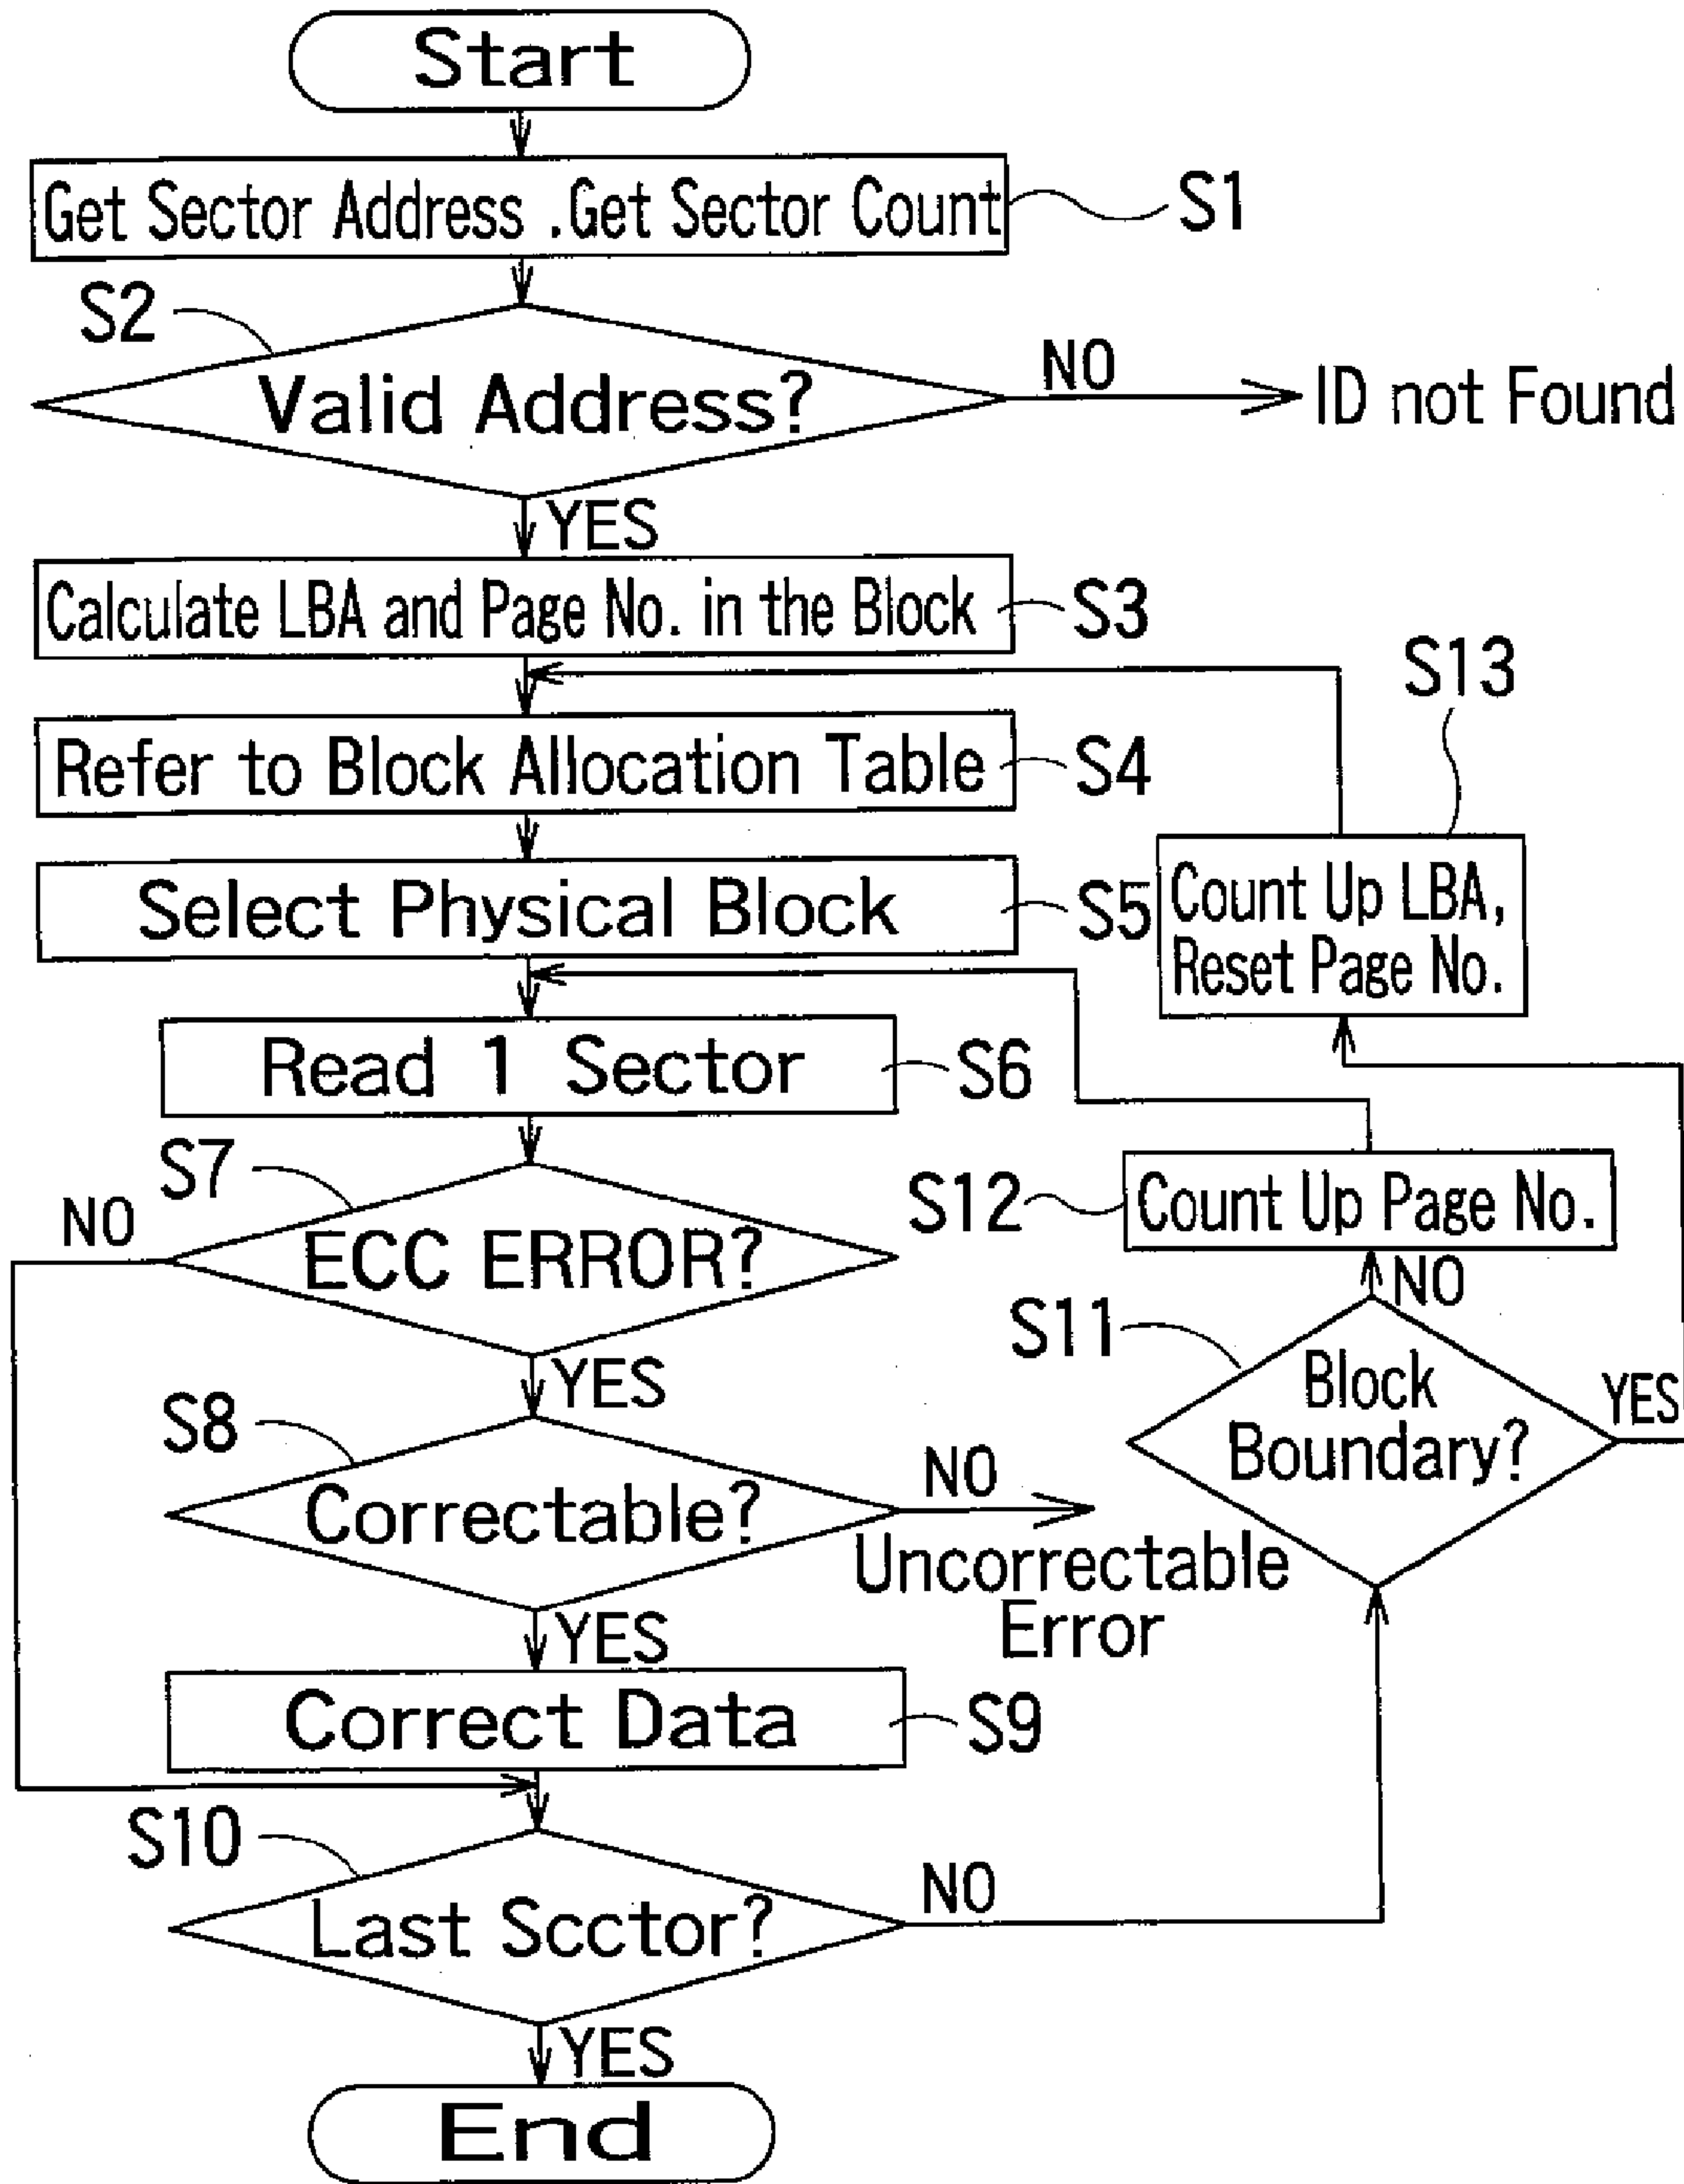 Start
Get Sector Address .Get Sector Count
S1
S2
Valid Address?
NO
ID not Found
YES
Calculate LBA and Page No. in the Block
S3
S13
Refer to Block Allocation Table
S4
Select Physical Block
S5
Count Up LBA,
Reset Page No.
Read 1 Sector
S6
S7
NO
ECC ERROR?
S12
Count Up Page No.
NO
S11
YES
Block
Boundary?
YES
S8
Correctable?
NO
Uncorrectable
Error
YES
Correct Data
S9
S10
Last Scctor?
NO
YES
End